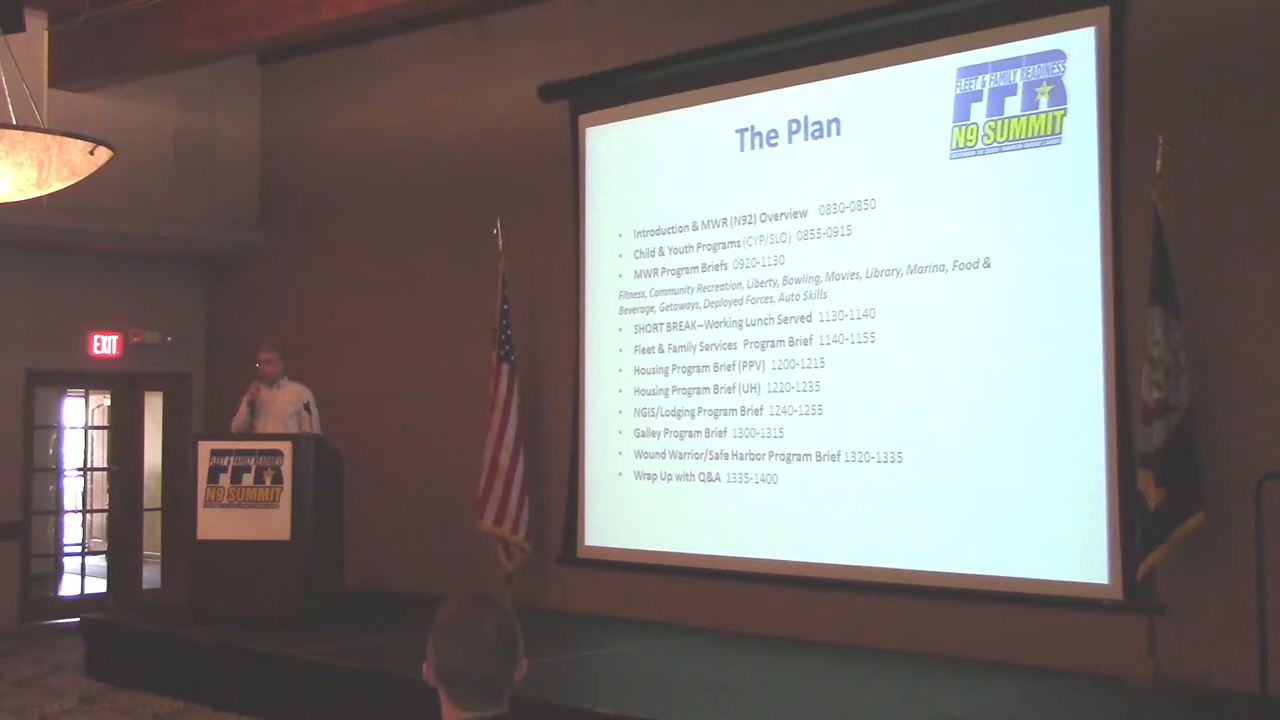 FLEET & FAMILY READINESS
FFR
N9 SUMMIT
The Plan
• Introduction & MWR (N92) Overview 0830-0850
• Child & Youth Programs (CYP/SLO) 0855-0915
• MWR Program Briefs 0920-1130
Fitness, Community Recreation, Liberty, Bowling, Movies, Library, Marina, Food &
Beverage, Getaways, Deployed Forces, Auto Skills
• SHORT BREAK–Working Lunch Served 1130-1140
• Fleet & Family Services Program Brief 1140-1155
• Housing Program Brief (PPV) 1200-1215
• Housing Program Brief (UH) 1220-1235
• NGIS/Lodging Program Brief 1240-1255
• Galley Program Brief 1300-1315
• Wound Warrior/Safe Harbor Program Brief 1320-1335
• Wrap Up with Q&A 1335-1400
EXIT
FLEET & FAMILY READINESS
FFR
N9 SUMMIT